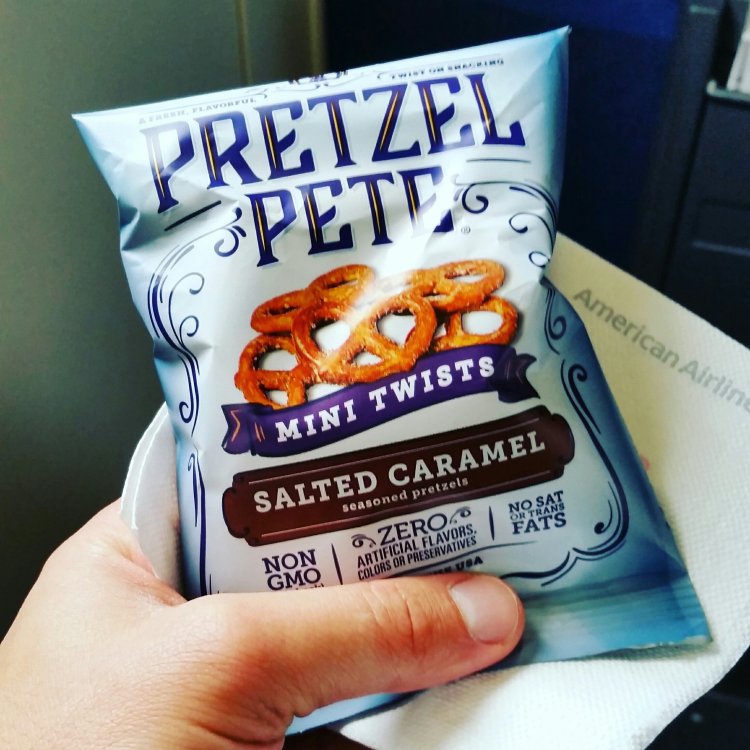 A FRESH, FLAVORFUL
TWIST ON SNACKING
PRETZEL
PETE®
MINI TWISTS
SALTED CARAMEL
seasoned pretzels
NON
GMO
ZERO
ARTIFICIAL FLAVORS,
COLORS OR PRESERVATIVES
NO SAT
OR TRANS
FATS
USA
American Airlin